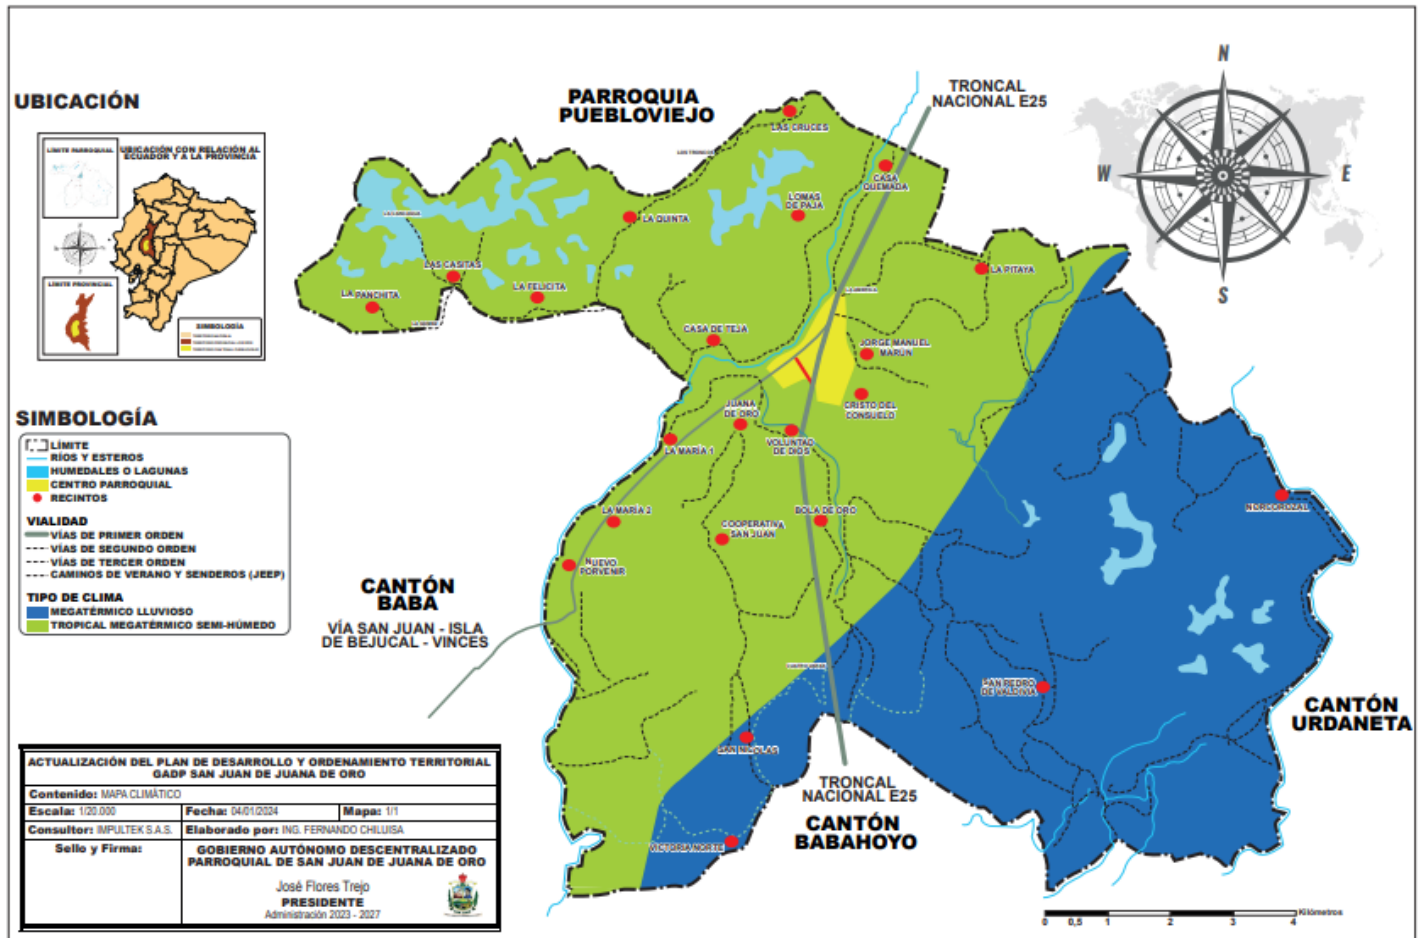 UBICACIÓN
LÍMITE PARROQUIAL
UBICACIÓN CON RELACIÓN AL
ECUADOR Y A LA PROVINCIA
LÍMITE PROVINCIAL
SIMBOLOGÍA
SIMBOLOGÍA
LÍMITE
RÍOS Y ESTEROS
HUMEDALES O LAGUNAS
CENTRO PARROQUIAL
RECINTOS
VIALIDAD
VÍAS DE PRIMER ORDEN
VÍAS DE SEGUNDO ORDEN
VÍAS DE TERCER ORDEN
CAMINOS DE VERANO Y SENDEROS (JEEP)
TIPO DE CLIMA
MEGATÉRMICO LLUVIOSO
TROPICAL MEGATÉRMICO SEMI-HÚMEDO
PARROQUIA
PUEBLOVIEJO
TRONCAL
NACIONAL E25
N
W
E
S
LAS CRUCES
CASA
QUEMADA
LOMAS
DE PAJA
LA QUINTA
LAS CASITAS
LA PANCHITA
LA FELICITA
LA PITAYA
CASA DE TEJA
JORGE MANUEL
MARÚN
CRISTO DEL
CONSUELO
JUANA
DE ORO
VOLUNTAD
DE DIOS
LA MARÍA 1
LA MARÍA 2
BOLA DE ORO
COOPERATIVA
SAN JUAN
NUEVO
PORVENIR
NORCOROZAL
SAN PEDRO
DE VALDIVIA
SAN NICOLAS
VICTORIA NORTE
CANTÓN
BABA
VÍA SAN JUAN - ISLA
DE BEJUCAL - VINCES
CANTÓN
URDANETA
TRONCAL
NACIONAL E25
CANTÓN
BABAHOYO
ACTUALIZACIÓN DEL PLAN DE DESARROLLO Y ORDENAMIENTO TERRITORIAL
GADP SAN JUAN DE JUANA DE ORO
Contenido: MAPA CLIMÁTICO
Escala: 1/20.000 Fecha: 04/01/2024 Mapa: 1/1
Consultor: IMPULTEK S.A.S. Elaborado por: ING. FERNANDO CHILUISA
Sello y Firma:
GOBIERNO AUTÓNOMO DESCENTRALIZADO
PARROQUIAL DE SAN JUAN DE JUANA DE ORO
José Flores Trejo
PRESIDENTE
Administración 2023 - 2027
Kilómetros
0 0,5 1 2 3 4